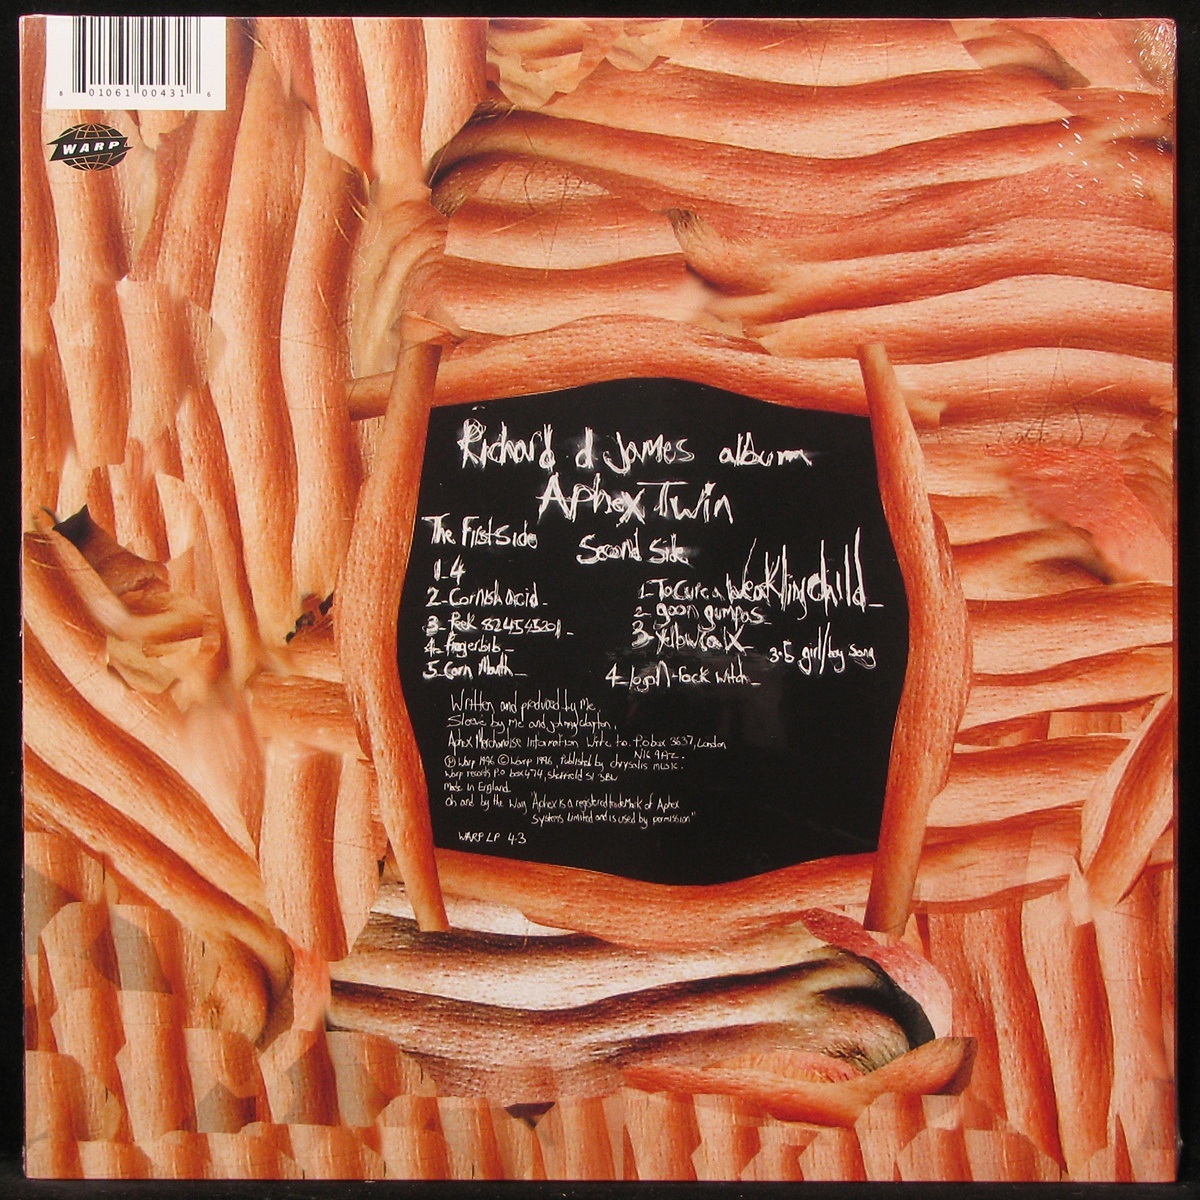 8 01061 00431 6
WARP
Richard d James album
Aphex Twin
The First Side
1_4
2_Cornish acid_
3_Peek 82454520l_
4_fingerbib_
5_Corn Mouth_
Second Side
1_To Cure a Weakling child_
2_goon gumpas_
3_yellow calx_
3.5 girl/boy song
4_logan-rock witch_
Written and produced by me,
Sleeve by me and johnny clayton.
Aphex Merchandise Information Write to P.o box 3637, London
N16 9AZ.
Ⓟ Warp 1996 © Warp 1996, Published by chrysalis music.
Warp records P.o box 474, Sheffield S1 3BW
Made in England
oh and by the way "Aphex is a registered trade Mark of Aphex
Systems Limited and is used by permission"
WARP LP 43